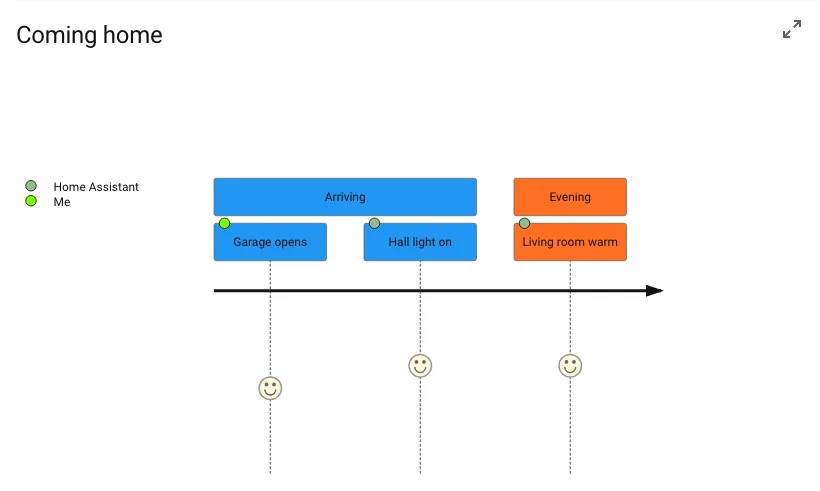 Coming home
Home Assistant
Me
Arriving
Evening
Garage opens
Hall light on
Living room warm